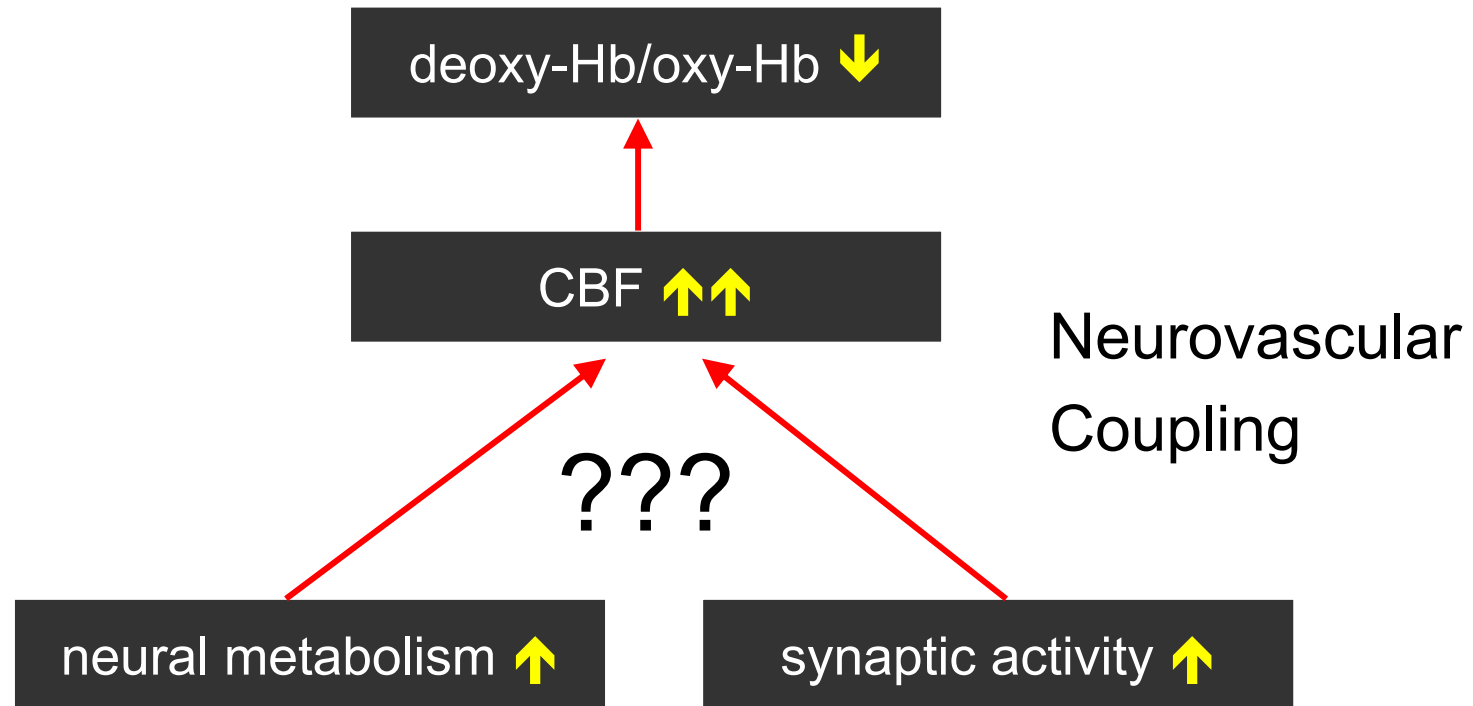 deoxy-Hb/oxy-Hb ↓
CBF ↑↑
Neurovascular
Coupling
???
neural metabolism ↑
synaptic activity ↑